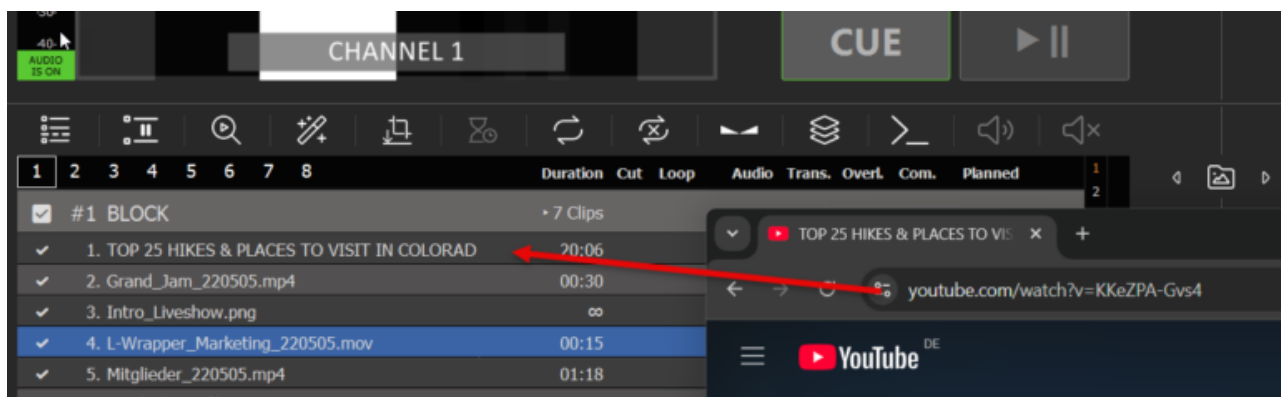 -40-
AUDIO
IS ON
CHANNEL 1
CUE
1 2 3 4 5 6 7 8 Duration Cut Loop Audio Trans. Overl. Com. Planned
1
2
#1 BLOCK 7 Clips
1. TOP 25 HIKES & PLACES TO VISIT IN COLORAD 20:06
2. Grand_Jam_220505.mp4 00:30
3. Intro_Liveshow.png ∞
4. L-Wrapper_Marketing_220505.mov 00:15
5. Mitglieder_220505.mp4 01:18
TOP 25 HIKES & PLACES TO VIS
youtube.com/watch?v=KKeZPA-Gvs4
YouTube DE